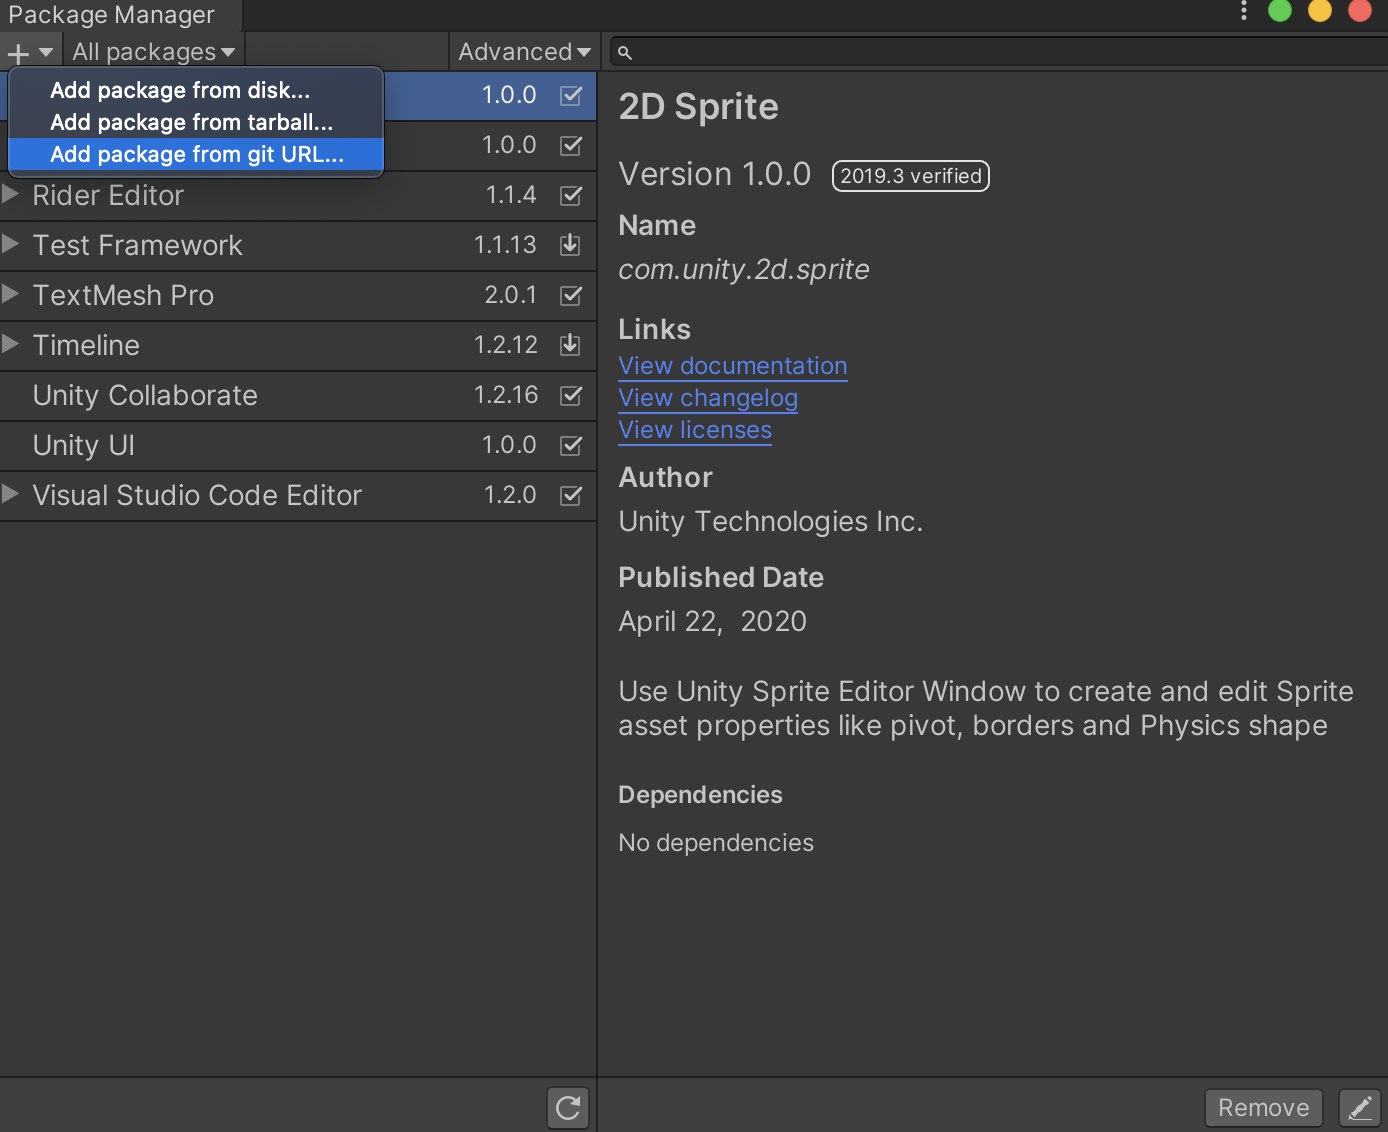 Package Manager
All packages
Advanced
Add package from disk...
Add package from tarball...
Add package from git URL...
1.0.0
1.0.0
Rider Editor 1.1.4
Test Framework 1.1.13
TextMesh Pro 2.0.1
Timeline 1.2.12
Unity Collaborate 1.2.16
Unity UI 1.0.0
Visual Studio Code Editor 1.2.0
2D Sprite
Version 1.0.0 2019.3 verified
Name
com.unity.2d.sprite
Links
View documentation
View changelog
View licenses
Author
Unity Technologies Inc.
Published Date
April 22, 2020
Use Unity Sprite Editor Window to create and edit Sprite
asset properties like pivot, borders and Physics shape
Dependencies
No dependencies
Remove